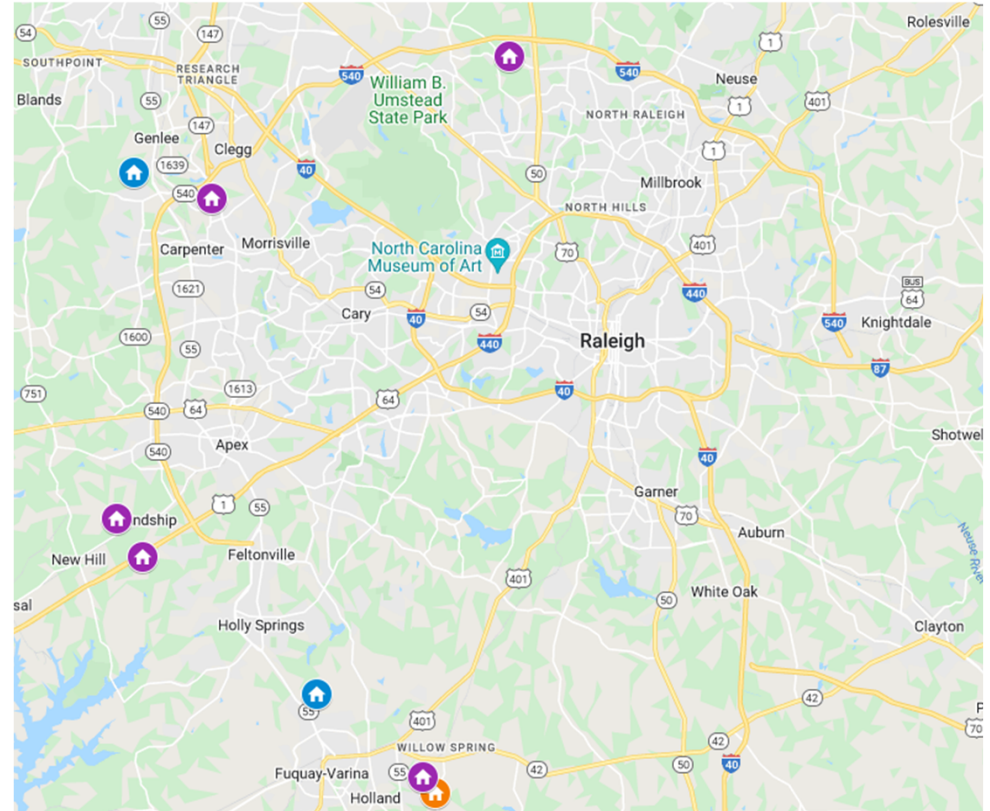 54
55
147
Rolesville
1
SOUTHPOINT
RESEARCH
TRIANGLE
540
540
Neuse
William B.
Umstead
State Park
Blands
55
1
401
NORTH RALEIGH
147
Genlee
Clegg
1
1639
40
50
Millbrook
540
NORTH HILLS
Carpenter
Morrisville
North Carolina
Museum of Art
70
401
1621
54
BUS
64
440
Cary
40
54
540
Knightdale
1600
55
440
Raleigh
87
751
1613
64
40
540
64
Apex
Shotwel
540
40
1
55
Garner
70
ndship
Auburn
New Hill
Feltonville
Neuse River
401
White Oak
50
sal
Holly Springs
Clayton
55
42
401
P
70
WILLOW SPRING
42
Fuquay-Varina
55
42
50
40
Holland